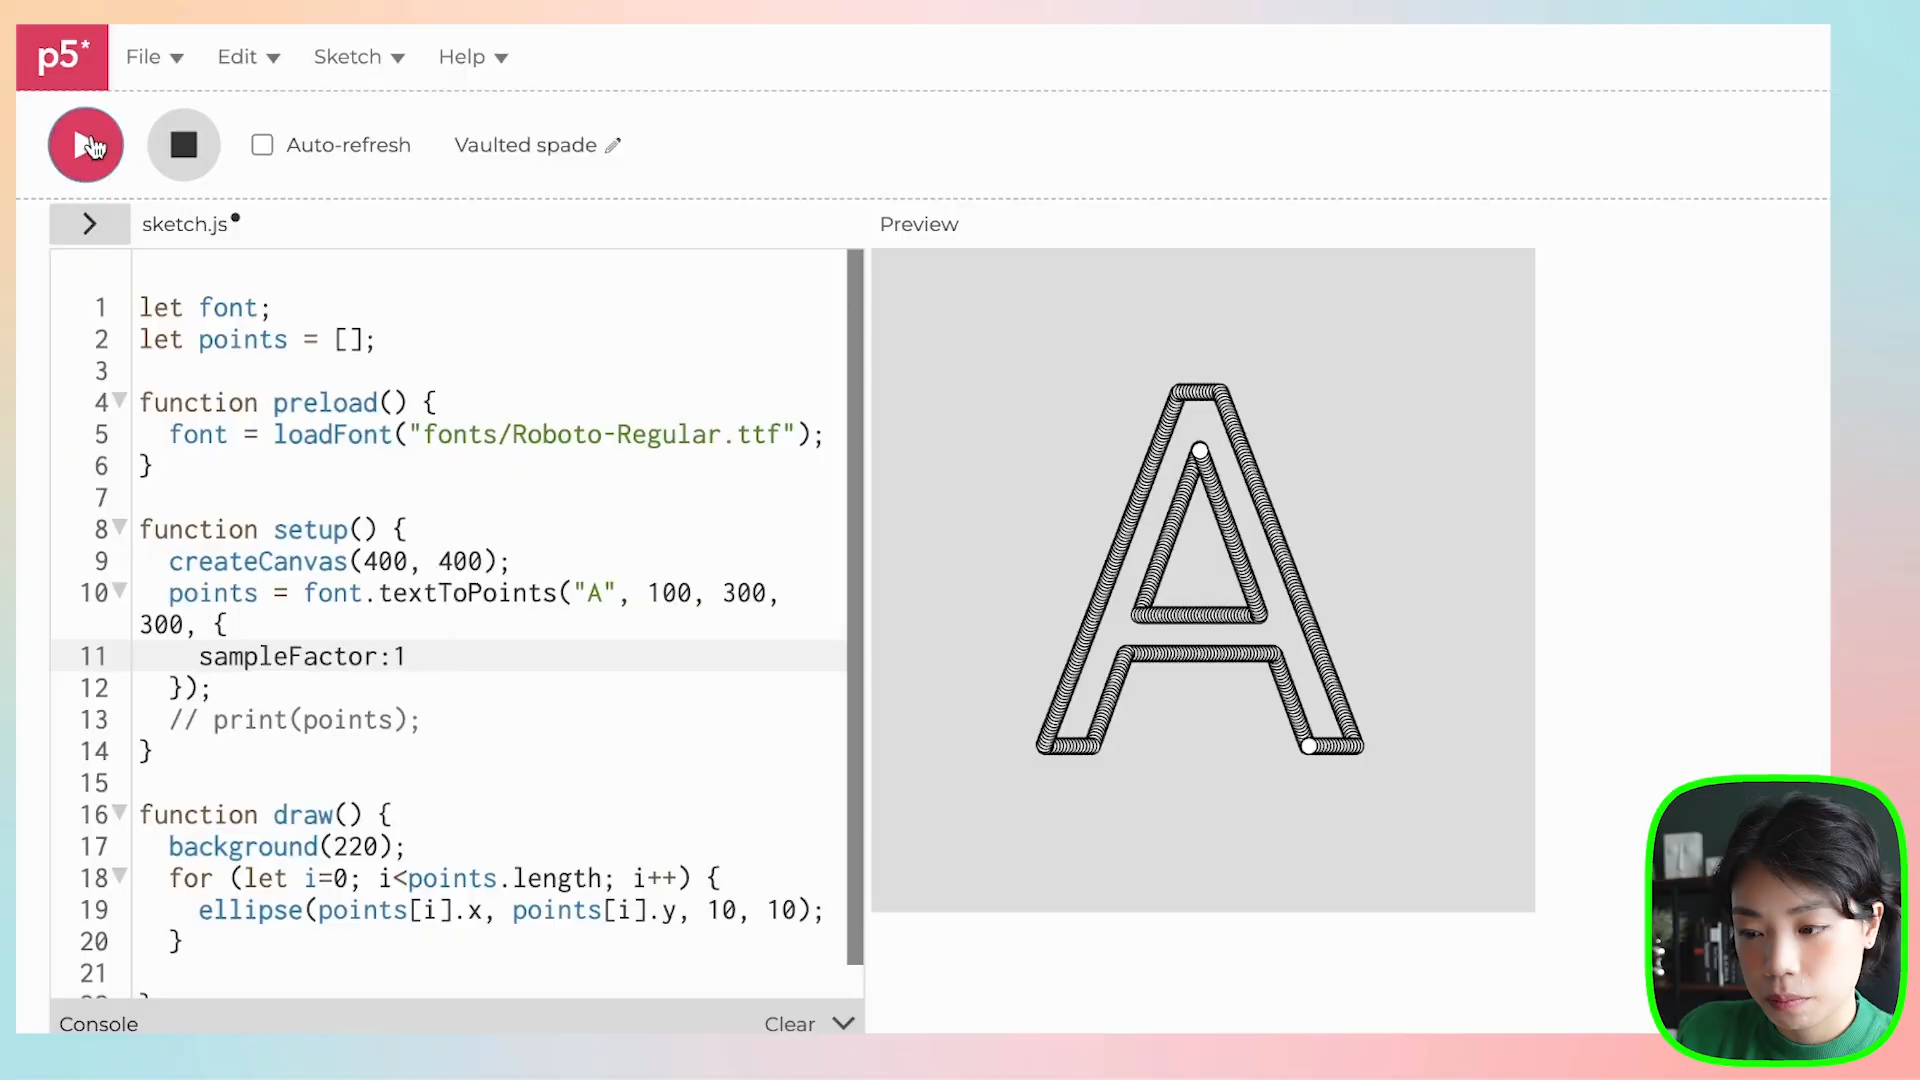 p5* File Edit Sketch Help
Auto-refresh Vaulted spade
sketch.js
Preview
1 let font;
2 let points = [];
3
4 function preload() {
5 font = loadFont("fonts/Roboto-Regular.ttf");
6 }
7
8 function setup() {
9 createCanvas(400, 400);
10 points = font.textToPoints("A", 100, 300,
300, {
11 sampleFactor:1
12 });
13 // print(points);
14 }
15
16 function draw() {
17 background(220);
18 for (let i=0; i<points.length; i++) {
19 ellipse(points[i].x, points[i].y, 10, 10);
20 }
21
A
Console Clear